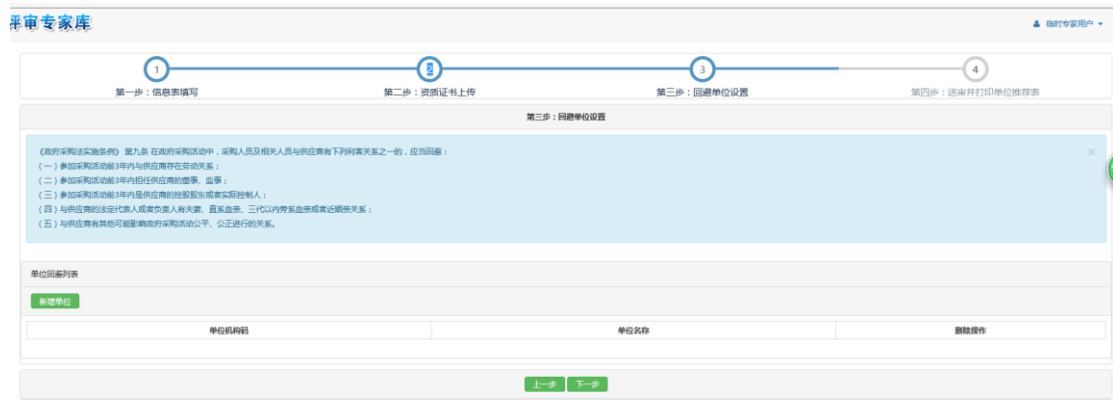 评审专家库
临时专家用户
1
2
3
4
第一步：信息表填写
第二步：资质证书上传
第三步：回避单位设置
第四步：送审并打印单位推荐表
第三步：回避单位设置
《政府采购法实施条例》 第九条 在政府采购活动中，采购人员及相关人员与供应商有下列利害关系之一的，应当回避：
（一）参加采购活动前3年内与供应商存在劳动关系；
（二）参加采购活动前3年内担任供应商的董事、监事；
（三）参加采购活动前3年内是供应商的控股股东或者实际控制人；
（四）与供应商的法定代表人或者负责人有夫妻、直系血亲、三代以内旁系血亲或者近姻亲关系；
（五）与供应商有其他可能影响政府采购活动公平、公正进行的关系。
×
单位回避列表
新增单位
单位机构码
单位名称
删除操作
上一步
下一步